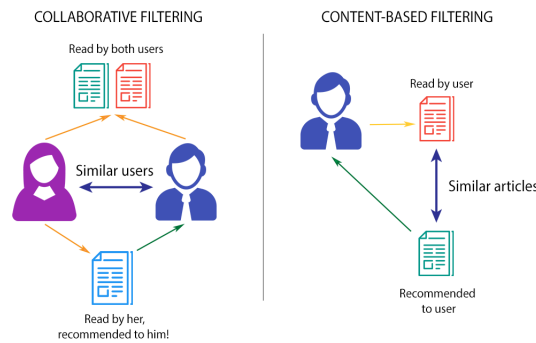 COLLABORATIVE FILTERING
Read by both users
Similar users
Read by her,
recommended to him!
CONTENT-BASED FILTERING
Read by user
Similar articles
Recommended
to user